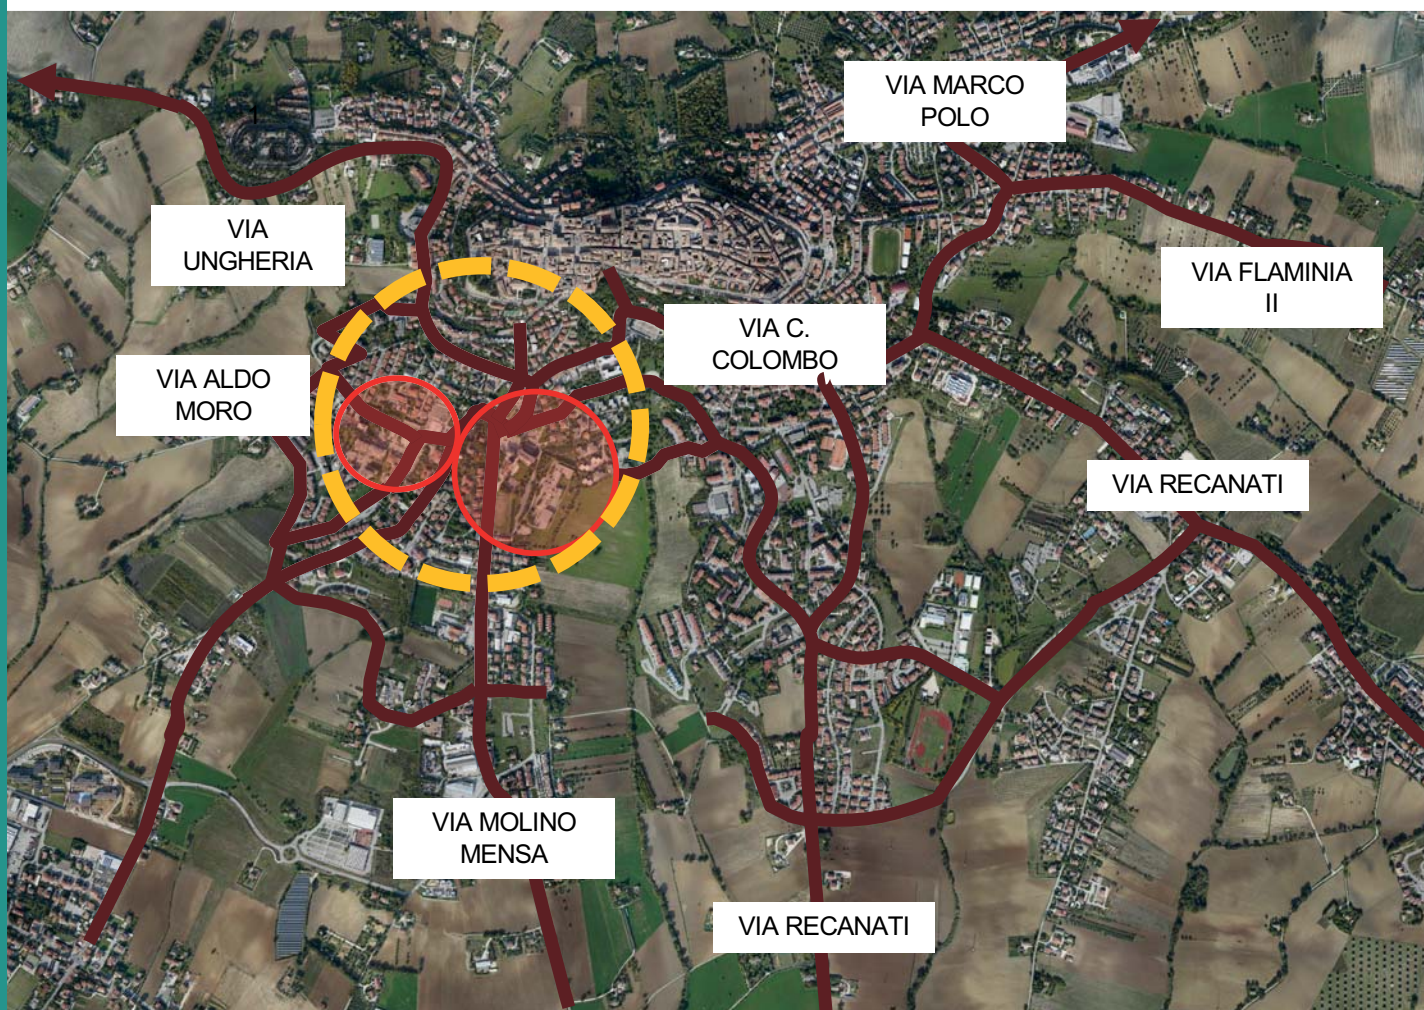 VIA MARCO
POLO
VIA
UNGHERIA
VIA FLAMINIA
II
VIA C.
COLOMBO
VIA ALDO
MORO
VIA RECANATI
VIA MOLINO
MENSA
VIA RECANATI